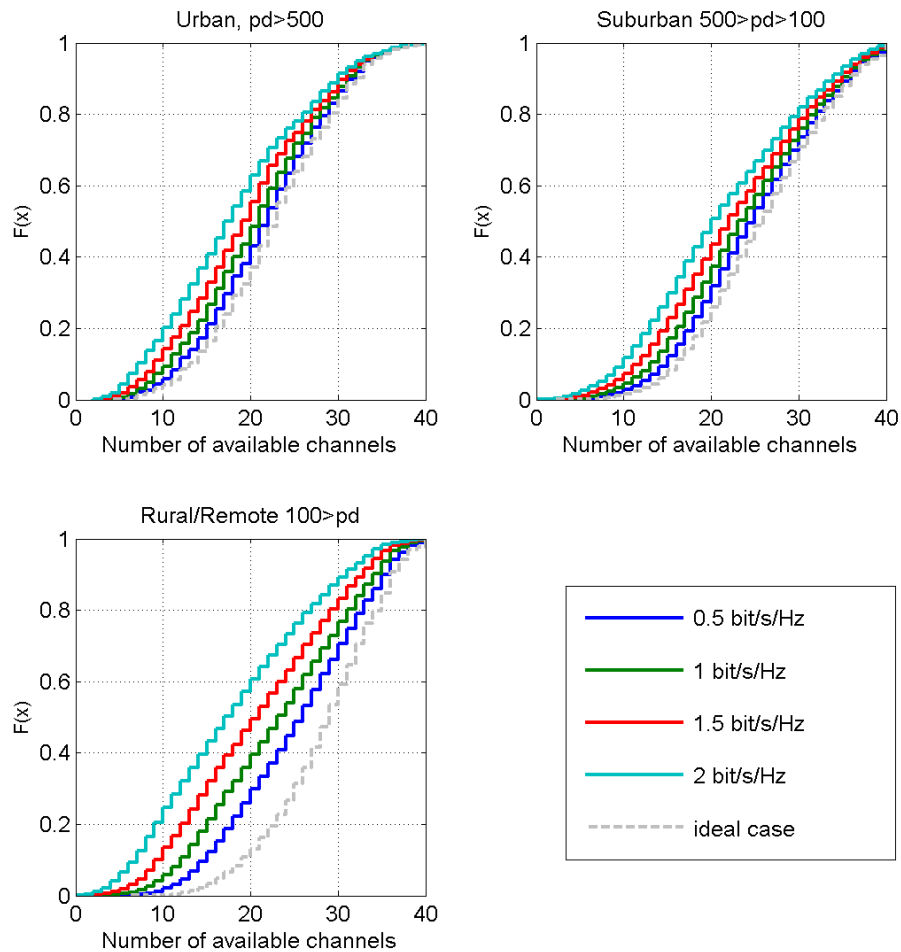 Urban, pd>500
1
0.8
0.6
0.4
0.2
0
F(x)
0 10 20 30 40
Number of available channels
Suburban 500>pd>100
1
0.8
0.6
0.4
0.2
0
F(x)
0 10 20 30 40
Number of available channels
Rural/Remote 100>pd
1
0.8
0.6
0.4
0.2
0
F(x)
0 10 20 30 40
Number of available channels
0.5 bit/s/Hz
1 bit/s/Hz
1.5 bit/s/Hz
2 bit/s/Hz
ideal case